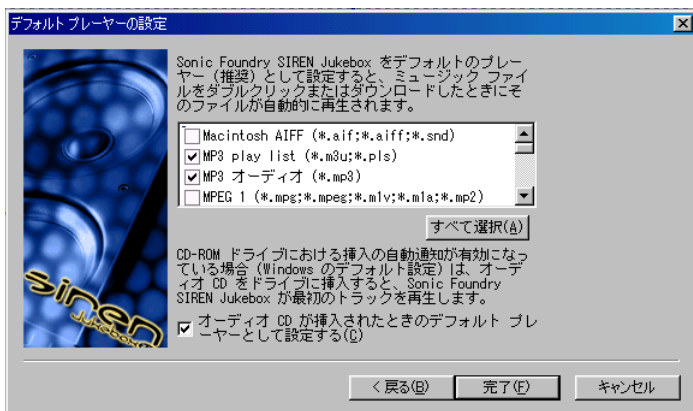 デフォルト プレーヤーの設定
Sonic Foundry SIREN Jukebox をデフォルトのプレー
ヤー（推奨）として設定すると、ミュージック ファイ
ルをダブルクリックまたはダウンロードしたときにそ
のファイルが自動的に再生されます。
Macintosh AIFF (*.aif;*.aiff;*.snd)
MP3 play list (*.m3u;*.pls)
MP3 オーディオ (*.mp3)
MPEG 1 (*.mpg;*.mpeg;*.m1v;*.m1a;*.mp2)
すべて選択(A)
CD-ROM ドライブにおける挿入の自動通知が有効になっ
ている場合（Windows のデフォルト設定）は、オーデ
ィオ CD をドライブに挿入すると、Sonic Foundry
SIREN Jukebox が最初のトラックを再生します。
オーディオ CD が挿入されたときのデフォルト プレ
ーヤーとして設定する(C)
Siren
Jukebox
< 戻る(B)
完了(F)
キャンセル